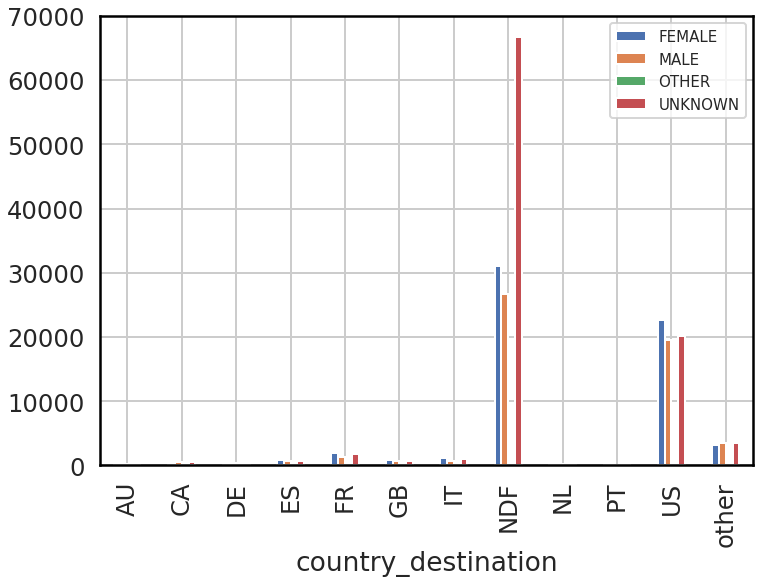 70000
60000
50000
40000
30000
20000
10000
0
FEMALE
MALE
OTHER
UNKNOWN
AU CA DE ES FR GB IT NDF NL PT US other
country_destination